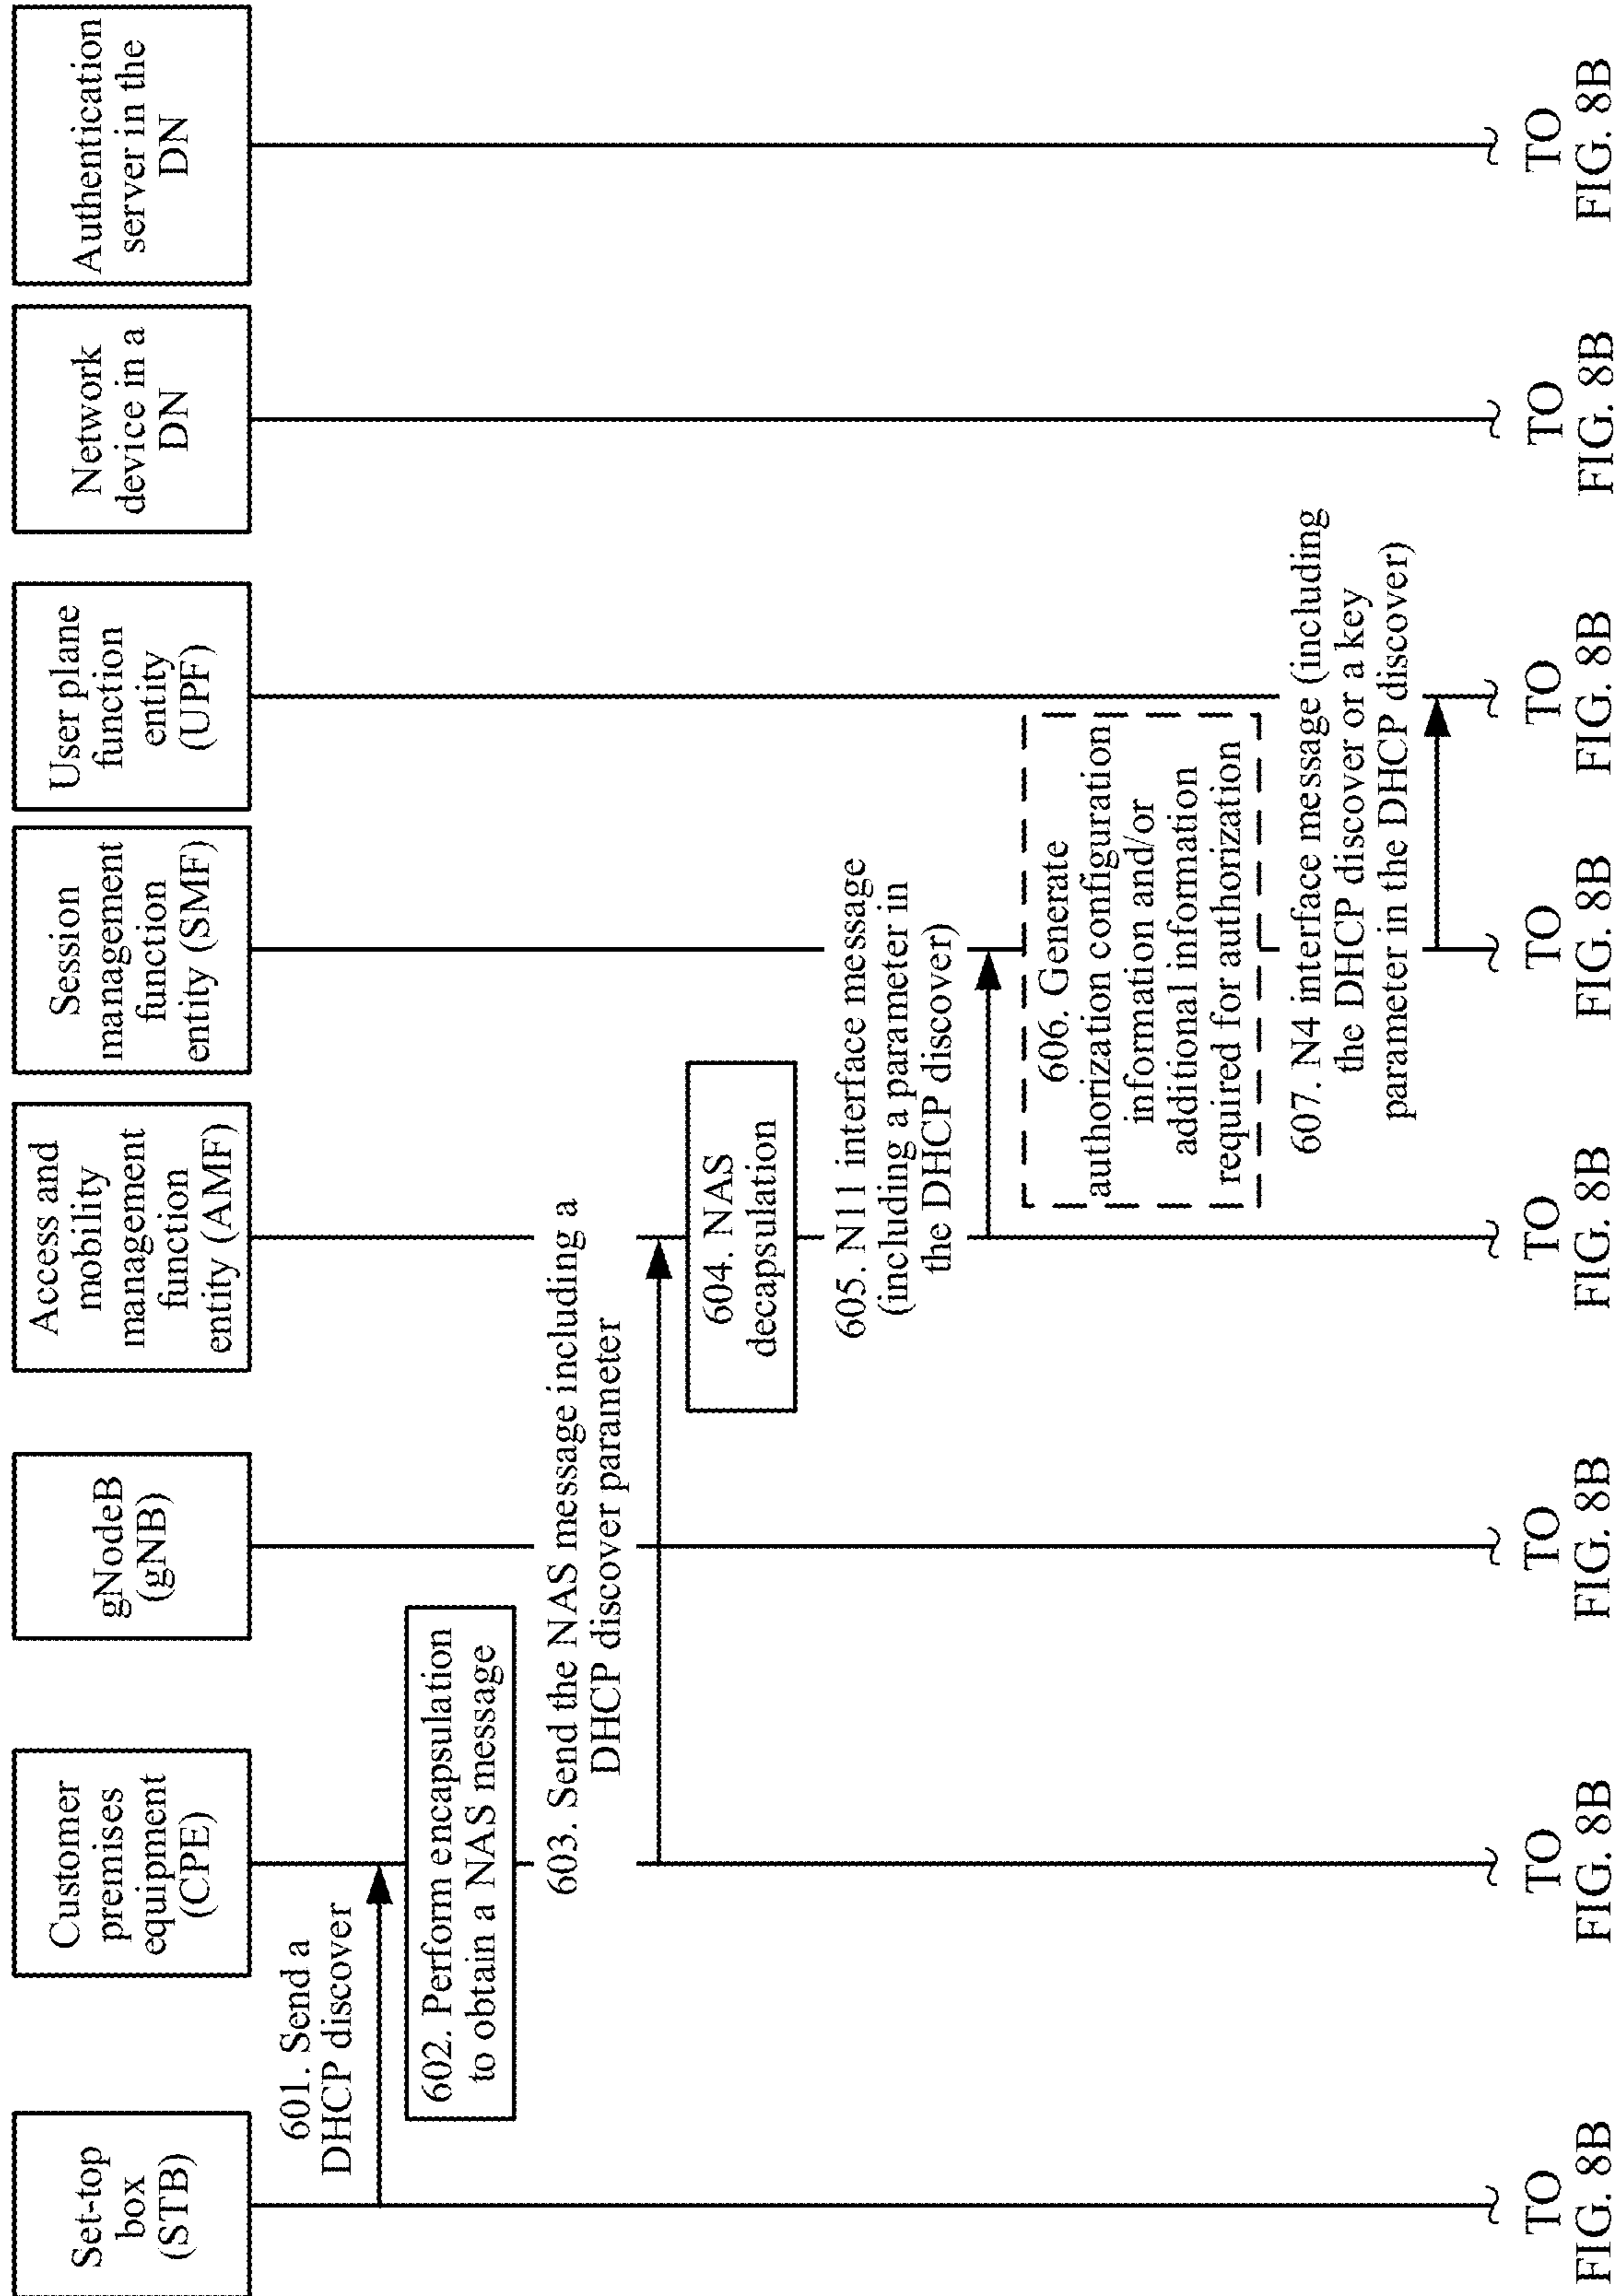 Set-top
box
(STB)
Customer
premises
equipment
(CPE)
gNodeB
(gNB)
Access and
mobility
management
function
entity (AMF)
Session
management
function
entity (SMF)
User plane
function
entity
(UPF)
Network
device in a
DN
Authentication
server in the
DN
601. Send a
DHCP discover
602. Perform encapsulation
to obtain a NAS message
603. Send the NAS message including a
DHCP discover parameter
604. NAS
decapsulation
605. N11 interface message
(including a parameter in
the DHCP discover)
606. Generate
authorization configuration
information and/or
additional information
required for authorization
607. N4 interface message (including
the DHCP discover or a key
parameter in the DHCP discover)
TO
FIG. 8B
TO
FIG. 8B
TO
FIG. 8B
TO
FIG. 8B
TO
FIG. 8B
TO
FIG. 8B
TO
FIG. 8B
TO
FIG. 8B